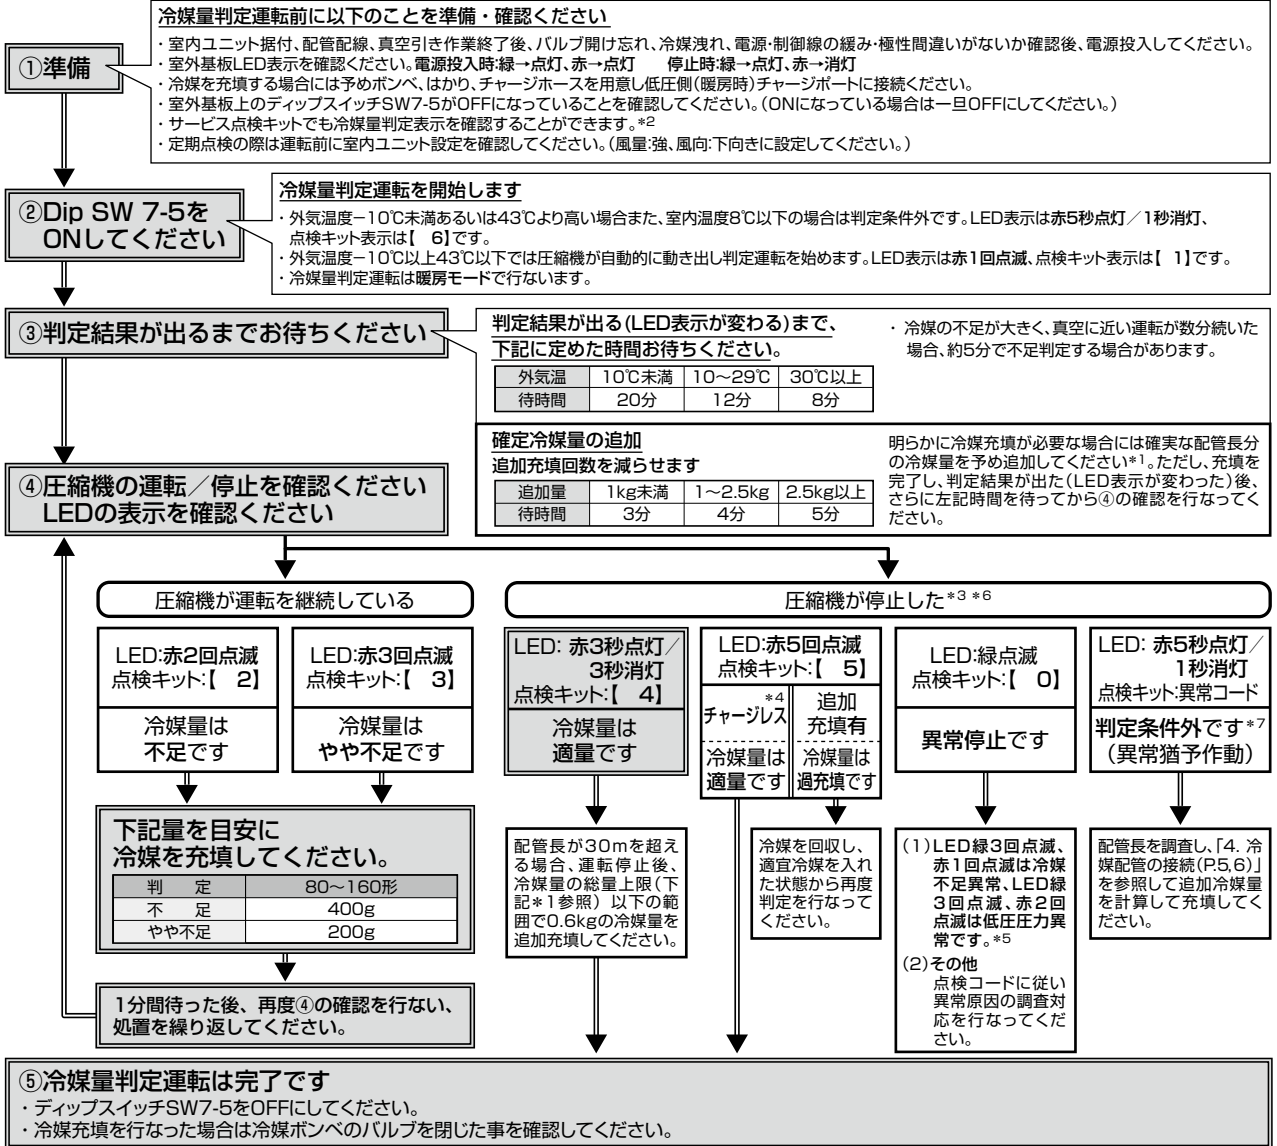 冷媒量判定運転前に以下のことを準備・確認ください
①準備
・室内ユニット据付、配管配線、真空引き作業終了後、バルブ開け忘れ、冷媒洩れ、電源・制御線の緩み・極性間違いがないか確認後、電源投入してください。
・室外基板LED表示を確認ください。電源投入時:緑→点灯、赤→点灯　停止時:緑→点灯、赤→消灯
・冷媒を充填する場合には予めボンベ、はかり、チャージホースを用意し低圧側(暖房時)チャージポートに接続ください。
・室外基板上のディップスイッチSW7-5がOFFになっていることを確認してください。(ONになっている場合は一旦OFFにしてください。)
・サービス点検キットでも冷媒量判定表示を確認することができます。*2
・定期点検の際は運転前に室内ユニット設定を確認してください。(風量:強、風向:下向きに設定してください。)
②Dip SW 7-5を
ONしてください
冷媒量判定運転を開始します
・外気温度－10℃未満あるいは43℃より高い場合また、室内温度8℃以下の場合は判定条件外です。LED表示は赤5秒点灯／1秒消灯、
点検キット表示は【　6】です。
・外気温度－10℃以上43℃以下では圧縮機が自動的に動き出し判定運転を始めます。LED表示は赤1回点滅、点検キット表示は【　1】です。
・冷媒量判定運転は暖房モードで行ないます。
③判定結果が出るまでお待ちください
判定結果が出る(LED表示が変わる)まで、
下記に定めた時間お待ちください。
外気温 10℃未満 10～29℃ 30℃以上
待時間 20分 12分 8分
・冷媒の不足が大きく、真空に近い運転が数分続いた
場合、約5分で不足判定する場合があります。
④圧縮機の運転／停止を確認ください
LEDの表示を確認ください
確定冷媒量の追加
追加充填回数を減らせます
追加量 1kg未満 1～2.5kg 2.5kg以上
待時間 3分 4分 5分
明らかに冷媒充填が必要な場合には確実な配管長分
の冷媒量を予め追加してください*1。ただし、充填を
完了し、判定結果が出た(LED表示が変わった)後、
さらに左記時間を待ってから④の確認を行なってく
ださい。
圧縮機が運転を継続している
LED:赤2回点滅
点検キット:【　2】
冷媒量は
不足です
LED:赤3回点滅
点検キット:【　3】
冷媒量は
やや不足です
下記量を目安に
冷媒を充填してください。
判　定 80～160形
不　足 400g
やや不足 200g
1分間待った後、再度④の確認を行ない、
処置を繰り返してください。
圧縮機が停止した*3 *6
LED: 赤3秒点灯／
3秒消灯
点検キット:【　4】
冷媒量は
適量です
配管長が30mを超え
る場合、運転停止後、
冷媒量の総量上限(下
記*1参照) 以下の範
囲で0.6kgの冷媒量を
追加充填してください。
LED:赤5回点滅
点検キット:【　5】
*4
チャージレス
冷媒量は
適量です
追加
充填有
冷媒量は
過充填です
冷媒を回収し、
適宜冷媒を入れ
た状態から再度
判定を行なって
ください。
LED:緑点滅
点検キット:【　0】
異常停止です
(1)LED緑3回点滅、
赤1回点滅は冷媒
不足異常、LED緑
3回点滅、赤2回
点滅は低圧圧力異
常です。*5
(2)その他
点検コードに従い
異常原因の調査対
応を行なってくだ
さい。
LED: 赤5秒点灯／
1秒消灯
点検キット:異常コード
判定条件外です*7
(異常猶予作動)
配管長を調査し、「4. 冷
媒配管の接続(P.5,6)」
を参照して追加冷媒量
を計算して充填してく
ださい。
⑤冷媒量判定運転は完了です
・ディップスイッチSW7-5をOFFにしてください。
・冷媒充填を行なった場合は冷媒ボンベのバルブを閉じた事を確認してください。